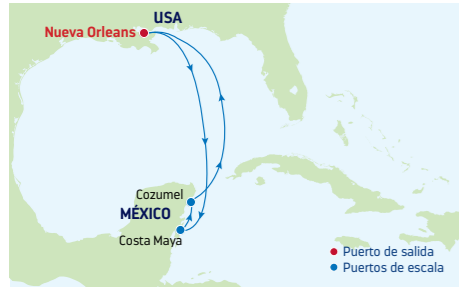 USA
Nueva Orleans
Cozumel
MÉXICO
Costa Maya
Puerto de salida
Puertos de escala